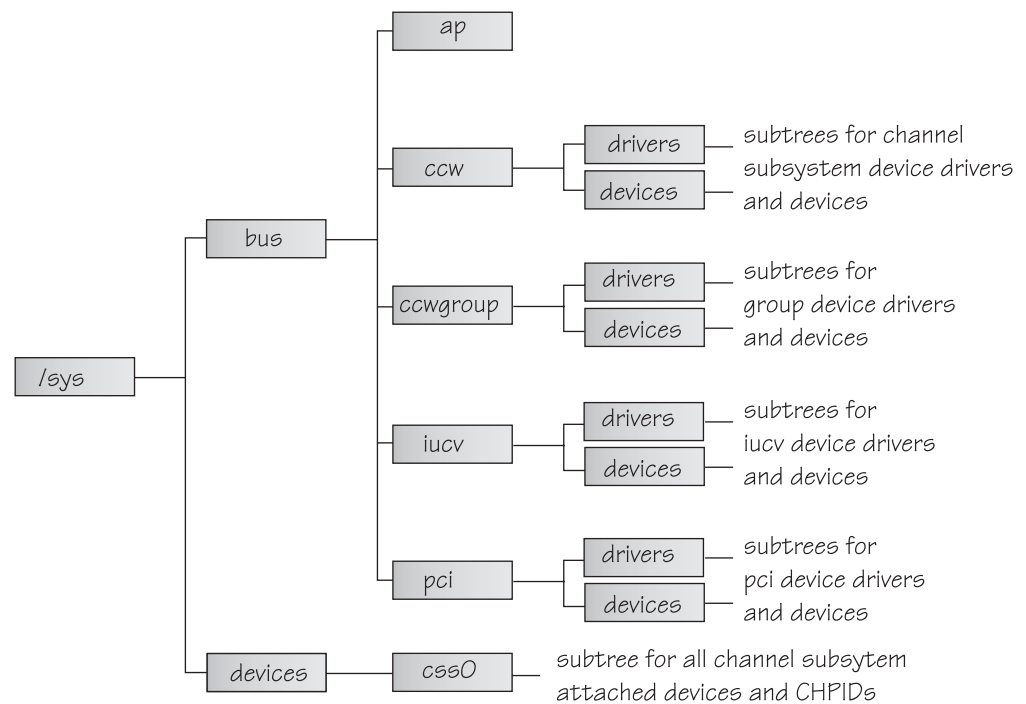 ap
ccw
drivers
devices
subtrees for channel
subsystem device drivers
and devices
bus
ccwgroup
drivers
devices
subtrees for
group device drivers
and devices
/sys
iucv
drivers
devices
subtrees for
iucv device drivers
and devices
pci
drivers
devices
subtrees for
pci device drivers
and devices
devices
css0
subtree for all channel subsytem
attached devices and CHPIDs